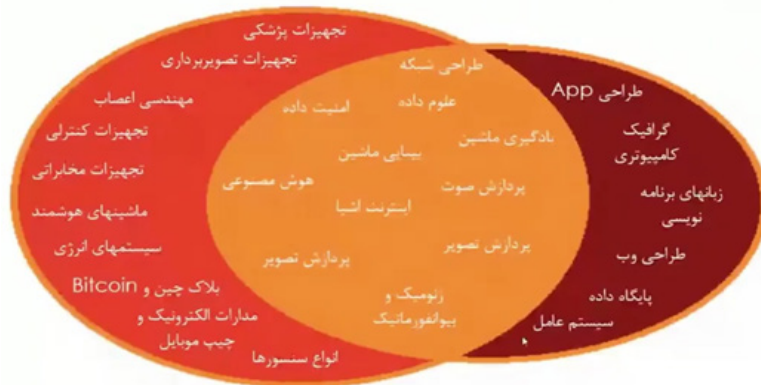 تجهیزات پزشکی
تجهیزات تصویربرداری
مهندسی اعصاب
تجهیزات کنترلی
تجهیزات مخابراتی
ماشینهای هوشمند
سیستمهای انرژی
بلاک چین و Bitcoin
مدارات الکترونیک و
چیپ موبایل
انواع سنسورها
طراحی شبکه
علوم داده
امنیت داده
یادگیری ماشین
بینایی ماشین
هوش مصنوعی
پردازش صوت
اینترنت اشیا
پردازش تصویر
پردازش تصویر
ژنومیک و
بیوانفورماتیک
طراحی App
گرافیک
کامپیوتری
زبانهای برنامه
نویسی
طراحی وب
پایگاه داده
سیستم عامل